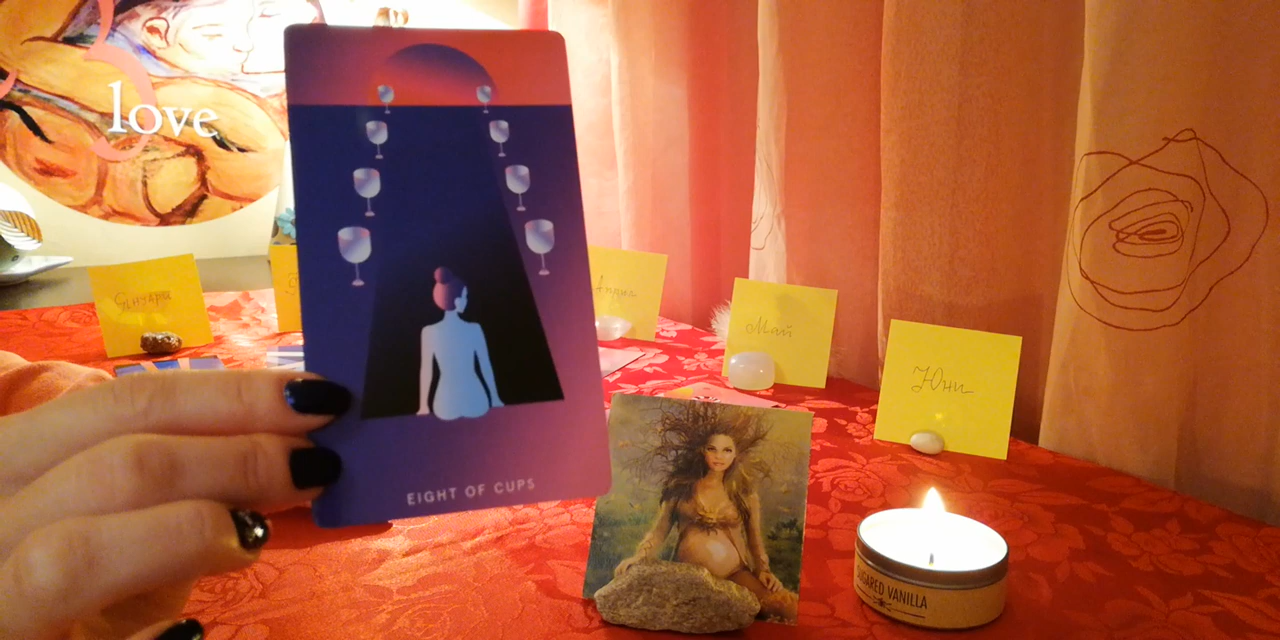 love
EIGHT OF CUPS
Януари
Април
Май
Юни
SUGARED VANILLA